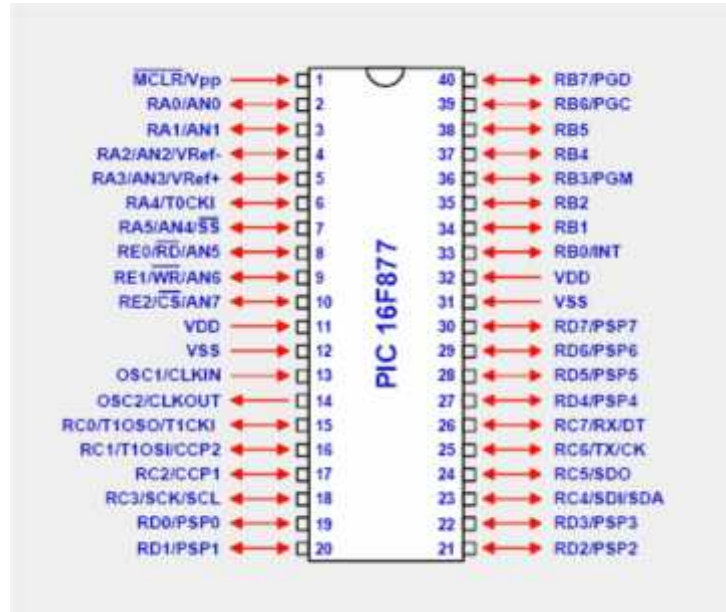 M̅C̅L̅R̅/Vpp 1 40 RB7/PGD
RA0/AN0 2 39 RB6/PGC
RA1/AN1 3 38 RB5
RA2/AN2/VRef- 4 37 RB4
RA3/AN3/VRef+ 5 36 RB3/PGM
RA4/T0CKI 6 35 RB2
RA5/AN4/S̅S̅ 7 34 RB1
RE0/R̅D̅/AN5 8 33 RB0/INT
RE1/W̅R̅/AN6 9 32 VDD
RE2/C̅S̅/AN7 10 31 VSS
VDD 11 30 RD7/PSP7
VSS 12 29 RD6/PSP6
OSC1/CLKIN 13 28 RD5/PSP5
OSC2/CLKOUT 14 27 RD4/PSP4
RC0/T1OSO/T1CKI 15 26 RC7/RX/DT
RC1/T1OSI/CCP2 16 25 RC6/TX/CK
RC2/CCP1 17 24 RC5/SDO
RC3/SCK/SCL 18 23 RC4/SDI/SDA
RD0/PSP0 19 22 RD3/PSP3
RD1/PSP1 20 21 RD2/PSP2
PIC 16F877